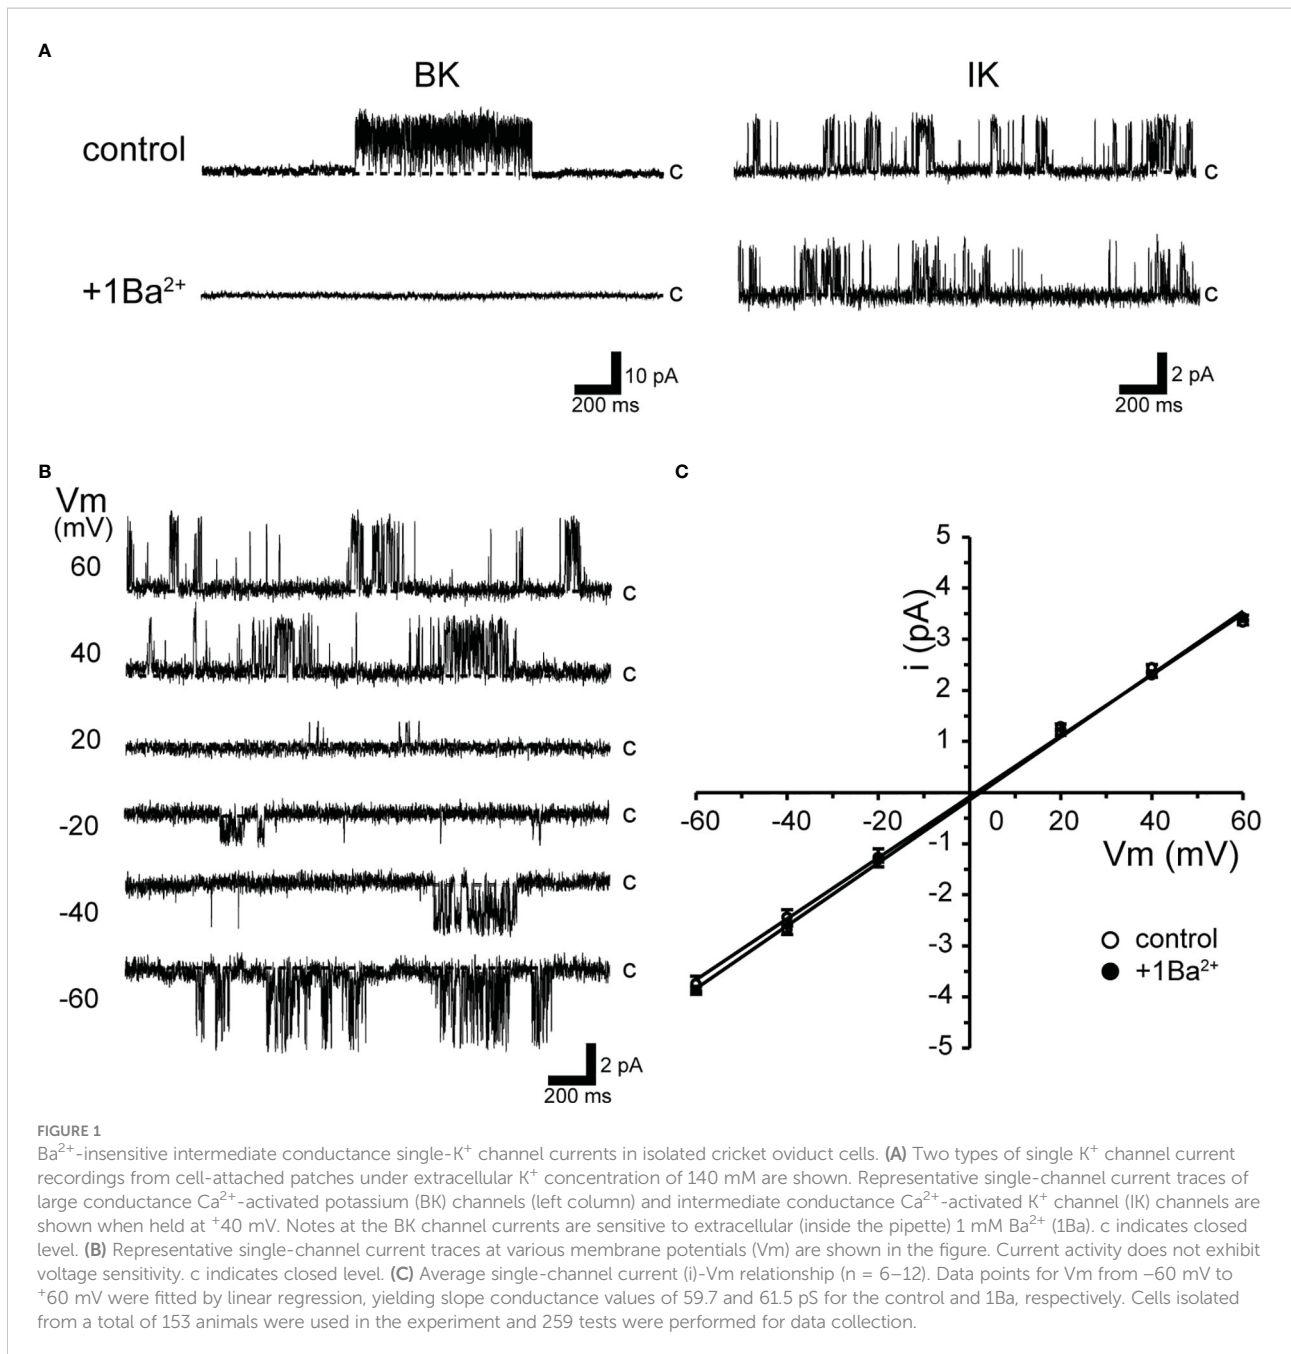 A
BK
IK
control
c
c
+1Ba²⁺
c
c
10 pA
200 ms
2 pA
200 ms
B
C
Vm
(mV)
60
c
40
c
20
c
-20
c
-40
c
-60
c
2 pA
200 ms
i (pA)
5
4
3
2
1
-60
-40
-20
0
20
40
60
-1
Vm (mV)
-2
-3
-4
-5
control
+1Ba²⁺
FIGURE 1
Ba²⁺-insensitive intermediate conductance single-K⁺ channel currents in isolated cricket oviduct cells. (A) Two types of single K⁺ channel current
recordings from cell-attached patches under extracellular K⁺ concentration of 140 mM are shown. Representative single-channel current traces of
large conductance Ca²⁺-activated potassium (BK) channels (left column) and intermediate conductance Ca²⁺-activated K⁺ channel (IK) channels are
shown when held at ⁺40 mV. Notes at the BK channel currents are sensitive to extracellular (inside the pipette) 1 mM Ba²⁺ (1Ba). c indicates closed
level. (B) Representative single-channel current traces at various membrane potentials (Vm) are shown in the figure. Current activity does not exhibit
voltage sensitivity. c indicates closed level. (C) Average single-channel current (i)-Vm relationship (n = 6–12). Data points for Vm from –60 mV to
⁺60 mV were fitted by linear regression, yielding slope conductance values of 59.7 and 61.5 pS for the control and 1Ba, respectively. Cells isolated
from a total of 153 animals were used in the experiment and 259 tests were performed for data collection.